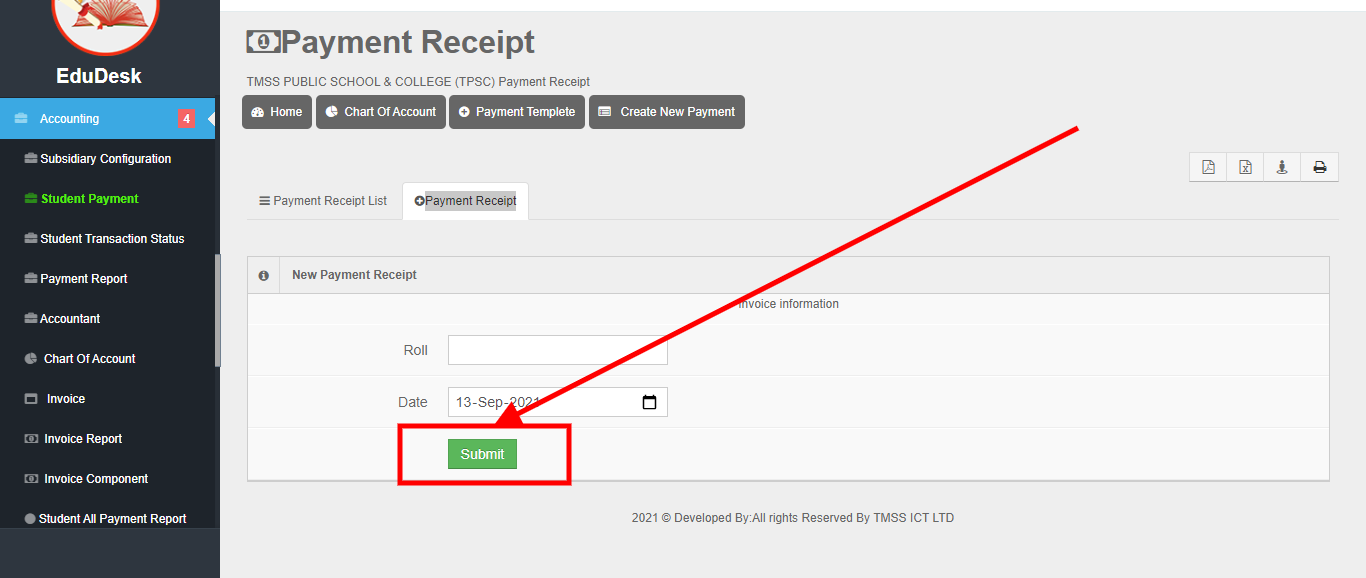 EduDesk
Accounting 4
Subsidiary Configuration
Student Payment
Student Transaction Status
Payment Report
Accountant
Chart Of Account
Invoice
Invoice Report
Invoice Component
Student All Payment Report
Payment Receipt
TMSS PUBLIC SCHOOL & COLLEGE (TPSC) Payment Receipt
Home Chart Of Account Payment Templete Create New Payment
Payment Receipt List Payment Receipt
New Payment Receipt
Invoice information
Roll
Date 13-Sep-2021
Submit
2021 © Developed By:All rights Reserved By TMSS ICT LTD